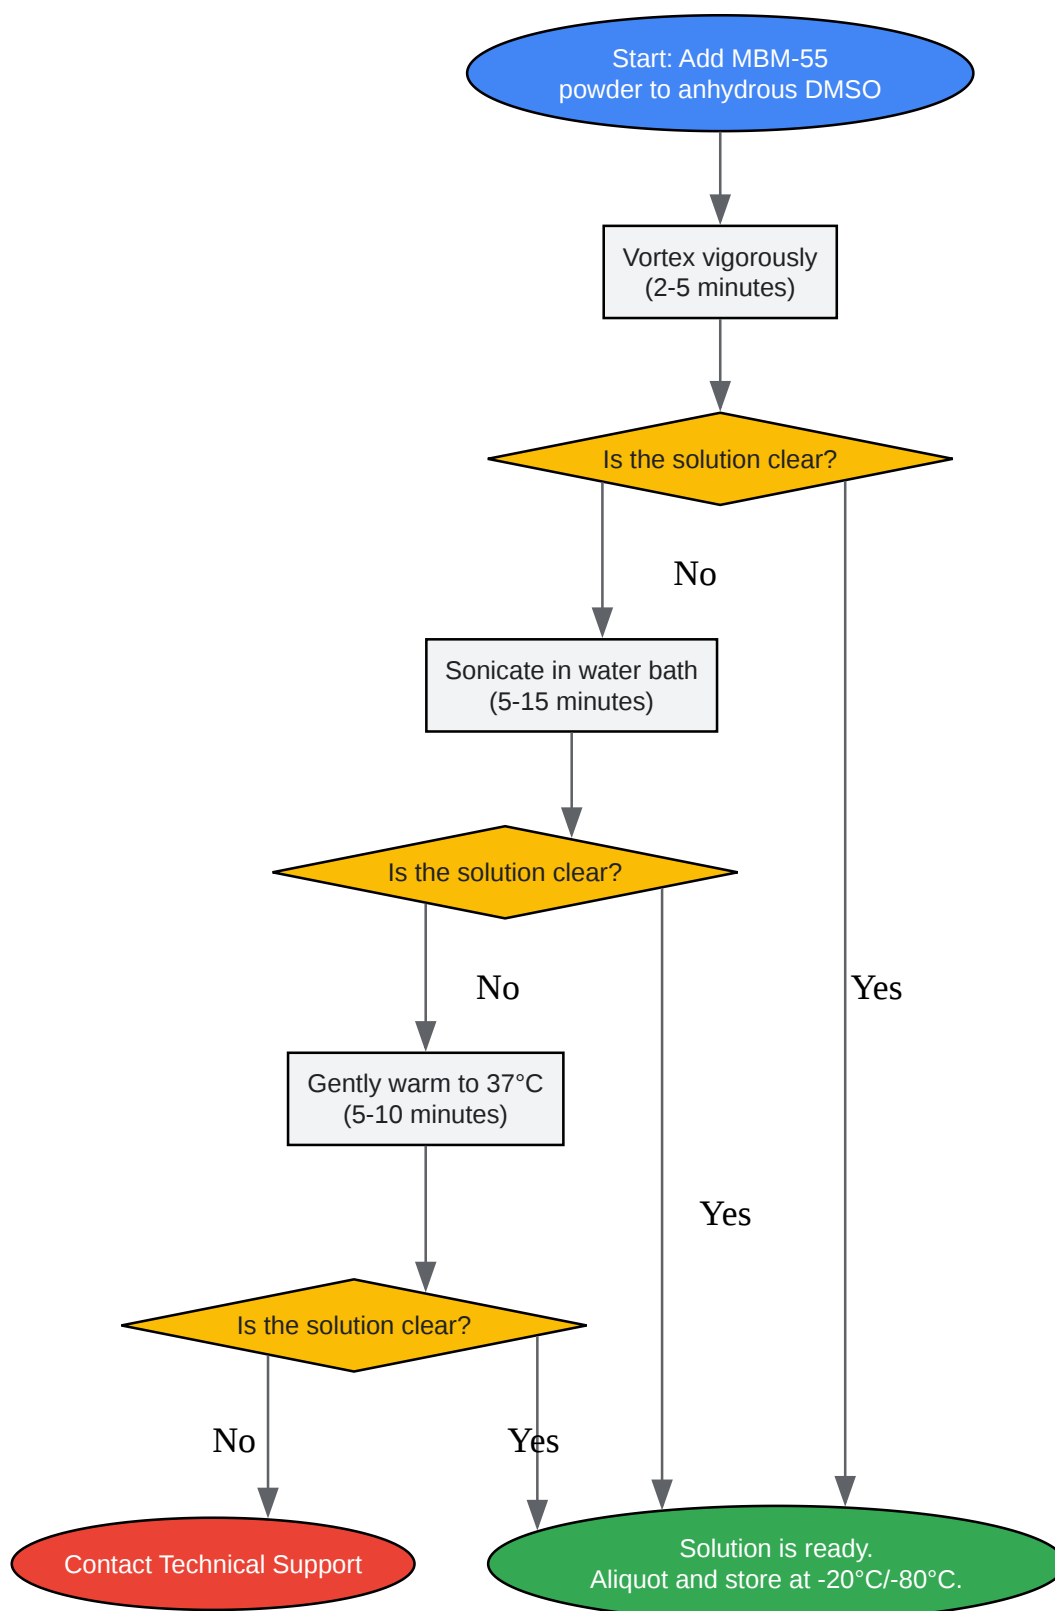 Start: Add MBM-55
powder to anhydrous DMSO
Vortex vigorously
(2-5 minutes)
Is the solution clear?
No
Sonicate in water bath
(5-15 minutes)
Is the solution clear?
No
Yes
Gently warm to 37°C
(5-10 minutes)
Yes
Is the solution clear?
No
Yes
Contact Technical Support
Solution is ready.
Aliquot and store at -20°C/-80°C.